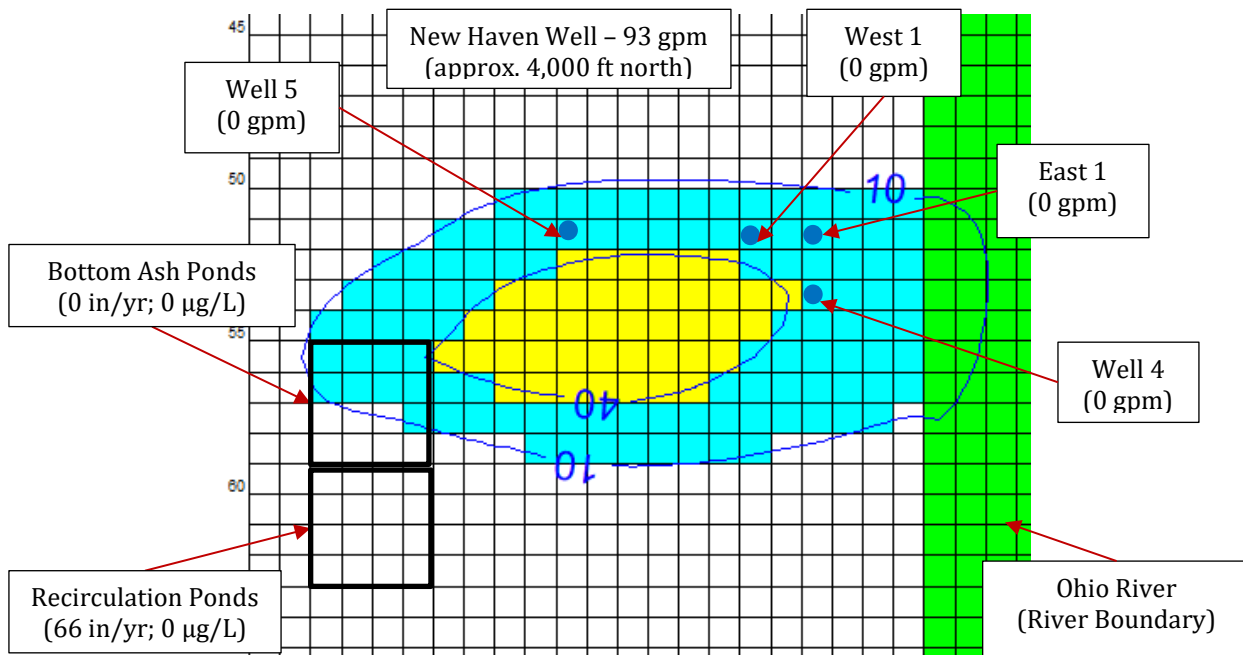 45
New Haven Well – 93 gpm
(approx. 4,000 ft north)
West 1
(0 gpm)
Well 5
(0 gpm)
50
10
East 1
(0 gpm)
Bottom Ash Ponds
(0 in/yr; 0 µg/L)
55
Well 4
(0 gpm)
40
10
60
Recirculation Ponds
(66 in/yr; 0 µg/L)
Ohio River
(River Boundary)